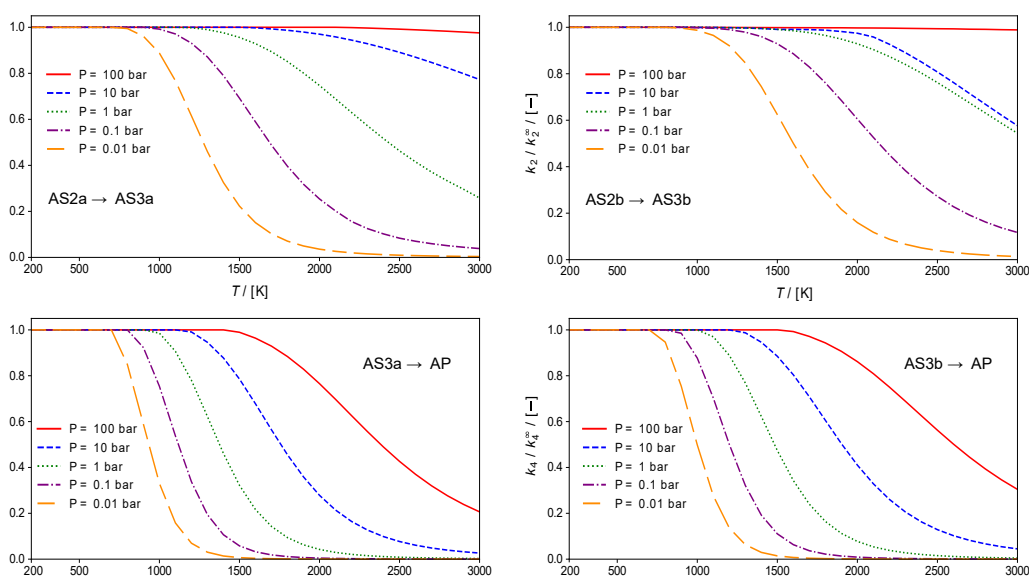 1.0
0.8
0.6
0.4
0.2
0.0
P = 100 bar
P = 10 bar
P = 1 bar
P = 0.1 bar
P = 0.01 bar
AS2a → AS3a
200 500 1000 1500 2000 2500 3000
T / [K]
k₂ / k₂^∞ / [−]
1.0
0.8
0.6
0.4
0.2
0.0
P = 100 bar
P = 10 bar
P = 1 bar
P = 0.1 bar
P = 0.01 bar
AS2b → AS3b
200 500 1000 1500 2000 2500 3000
T / [K]
1.0
0.8
0.6
0.4
0.2
0.0
AS3a → AP
P = 100 bar
P = 10 bar
P = 1 bar
P = 0.1 bar
P = 0.01 bar
200 500 1000 1500 2000 2500 3000
k₄ / k₄^∞ / [−]
1.0
0.8
0.6
0.4
0.2
0.0
AS3b → AP
P = 100 bar
P = 10 bar
P = 1 bar
P = 0.1 bar
P = 0.01 bar
200 500 1000 1500 2000 2500 3000